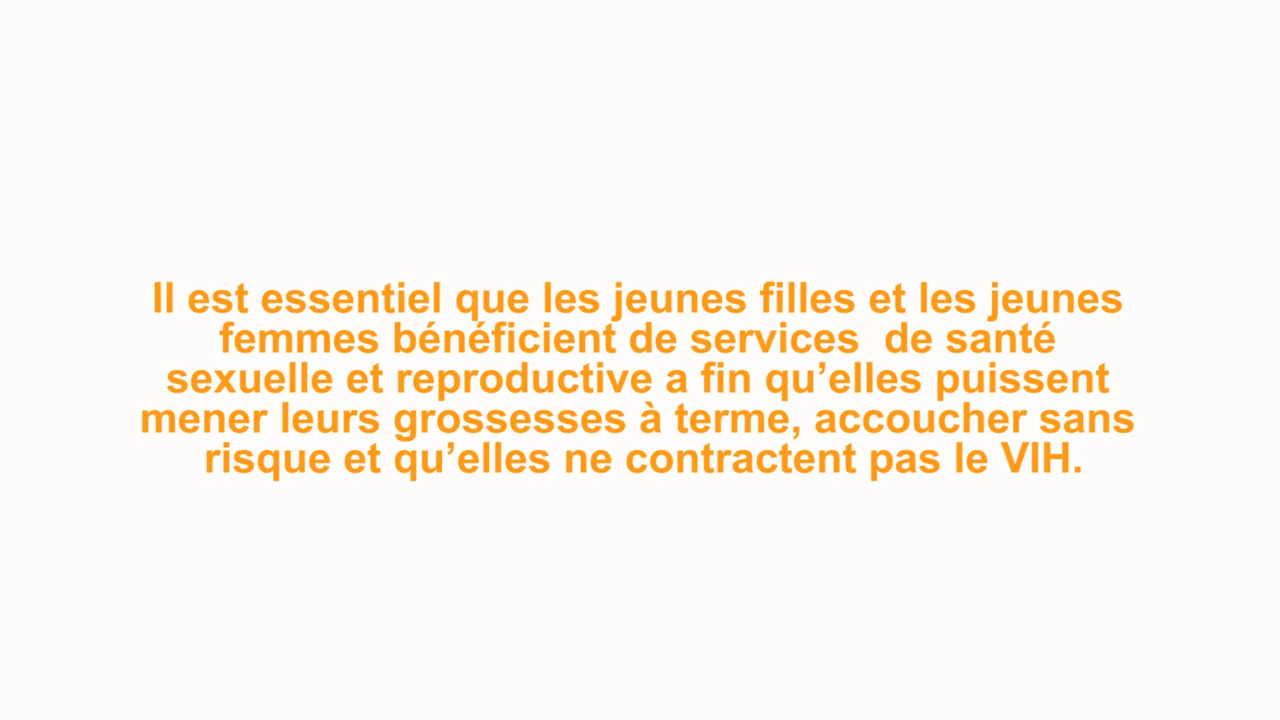 Il est essentiel que les jeunes filles et les jeunes
femmes bénéficient de services  de santé
sexuelle et reproductive a fin qu’elles puissent
mener leurs grossesses à terme, accoucher sans
risque et qu’elles ne contractent pas le VIH.